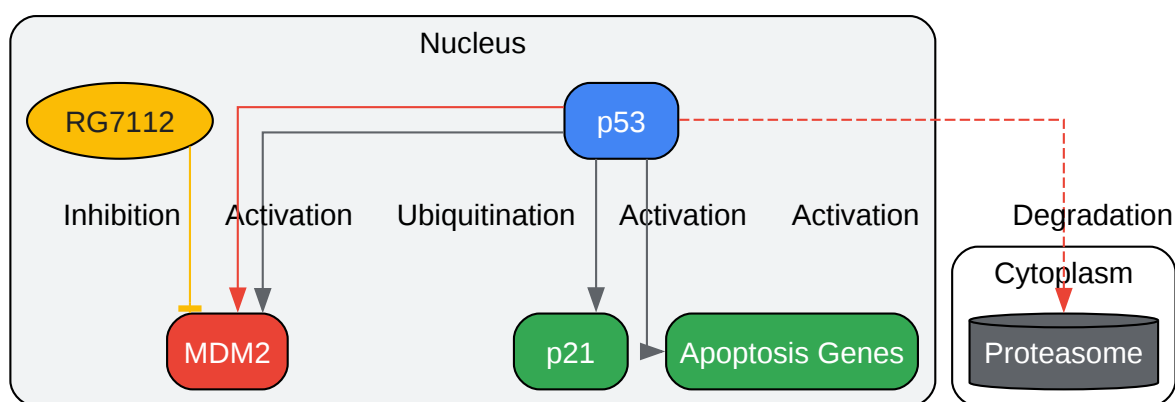 Nucleus
RG7112
p53
Inhibition
Activation
Ubiquitination
Activation
Activation
Degradation
Cytoplasm
MDM2
p21
Apoptosis Genes
Proteasome